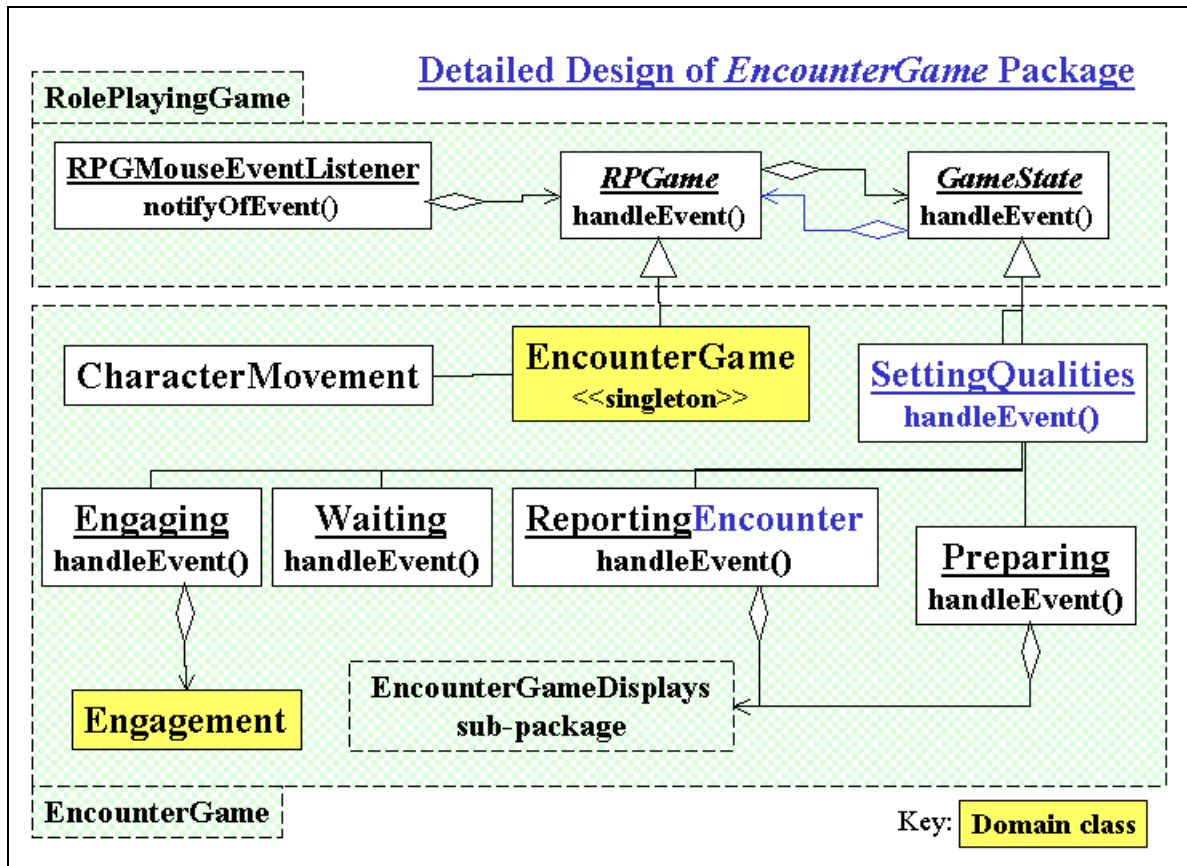 Detailed Design of EncounterGame Package
RolePlayingGame
RPGMouseEventListener
notifyOfEvent()
RPGame
handleEvent()
GameState
handleEvent()
CharacterMovement
EncounterGame
<<singleton>>
SettingQualities
handleEvent()
Engaging
handleEvent()
Waiting
handleEvent()
ReportingEncounter
handleEvent()
Preparing
handleEvent()
Engagement
EncounterGameDisplays
sub-package
EncounterGame
Key: Domain class